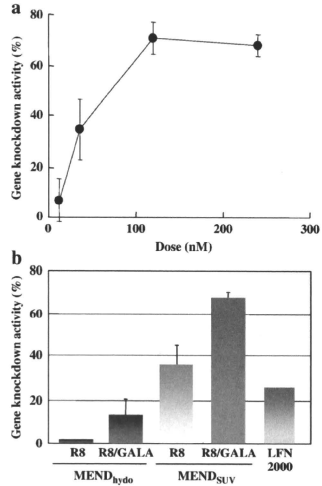 a
Gene knockdown activity (%)
80
60
40
20
0
0 100 200 300
Dose (nM)
b
Gene knockdown activity (%)
80
60
40
20
0
R8 R8/GALA R8 R8/GALA LFN
2000
MENDhydo MENDSUV